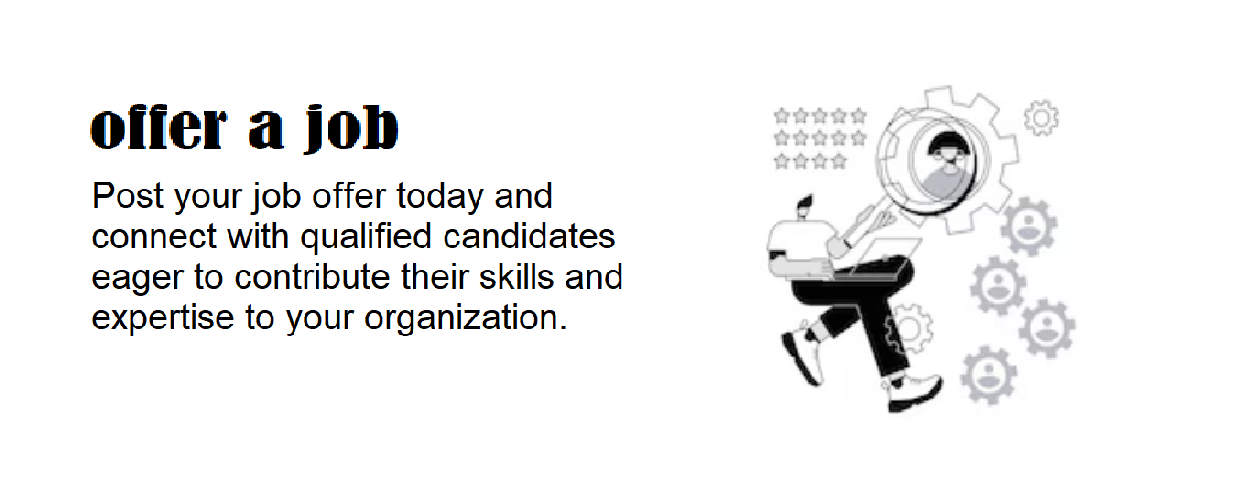 offer a job
Post your job offer today and
connect with qualified candidates
eager to contribute their skills and
expertise to your organization.